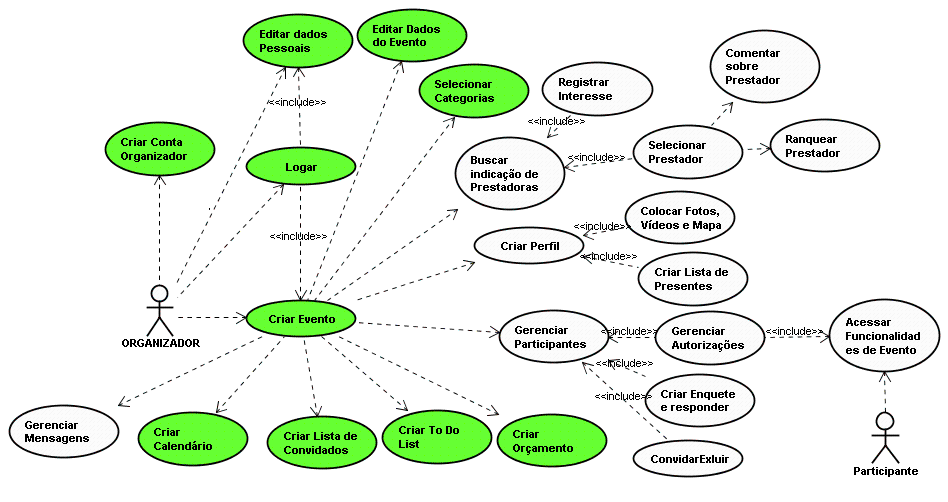 Editar dados
Pessoais
Editar Dados
do Evento
Comentar
sobre
Prestador
Selecionar
Categorias
Registrar
Interesse
<<include>>
<<include>>
Criar Conta
Organizador
Logar
Buscar
indicação de
Prestadoras
<<include>>
Selecionar
Prestador
Ranquear
Prestador
<<include>>
Criar Perfil
<<include>>
Colocar Fotos,
Vídeos e Mapa
<<include>>
Criar Lista de
Presentes
ORGANIZADOR
Criar Evento
Gerenciar
Participantes
<<include>>
Gerenciar
Autorizações
<<include>>
Acessar
Funcionalidad
es de Evento
<<include>>
<<include>>
Criar Enquete
e responder
Gerenciar
Mensagens
Criar
Calendário
Criar Lista de
Convidados
Criar To Do
List
Criar
Orçamento
ConvidarExluir
Participante